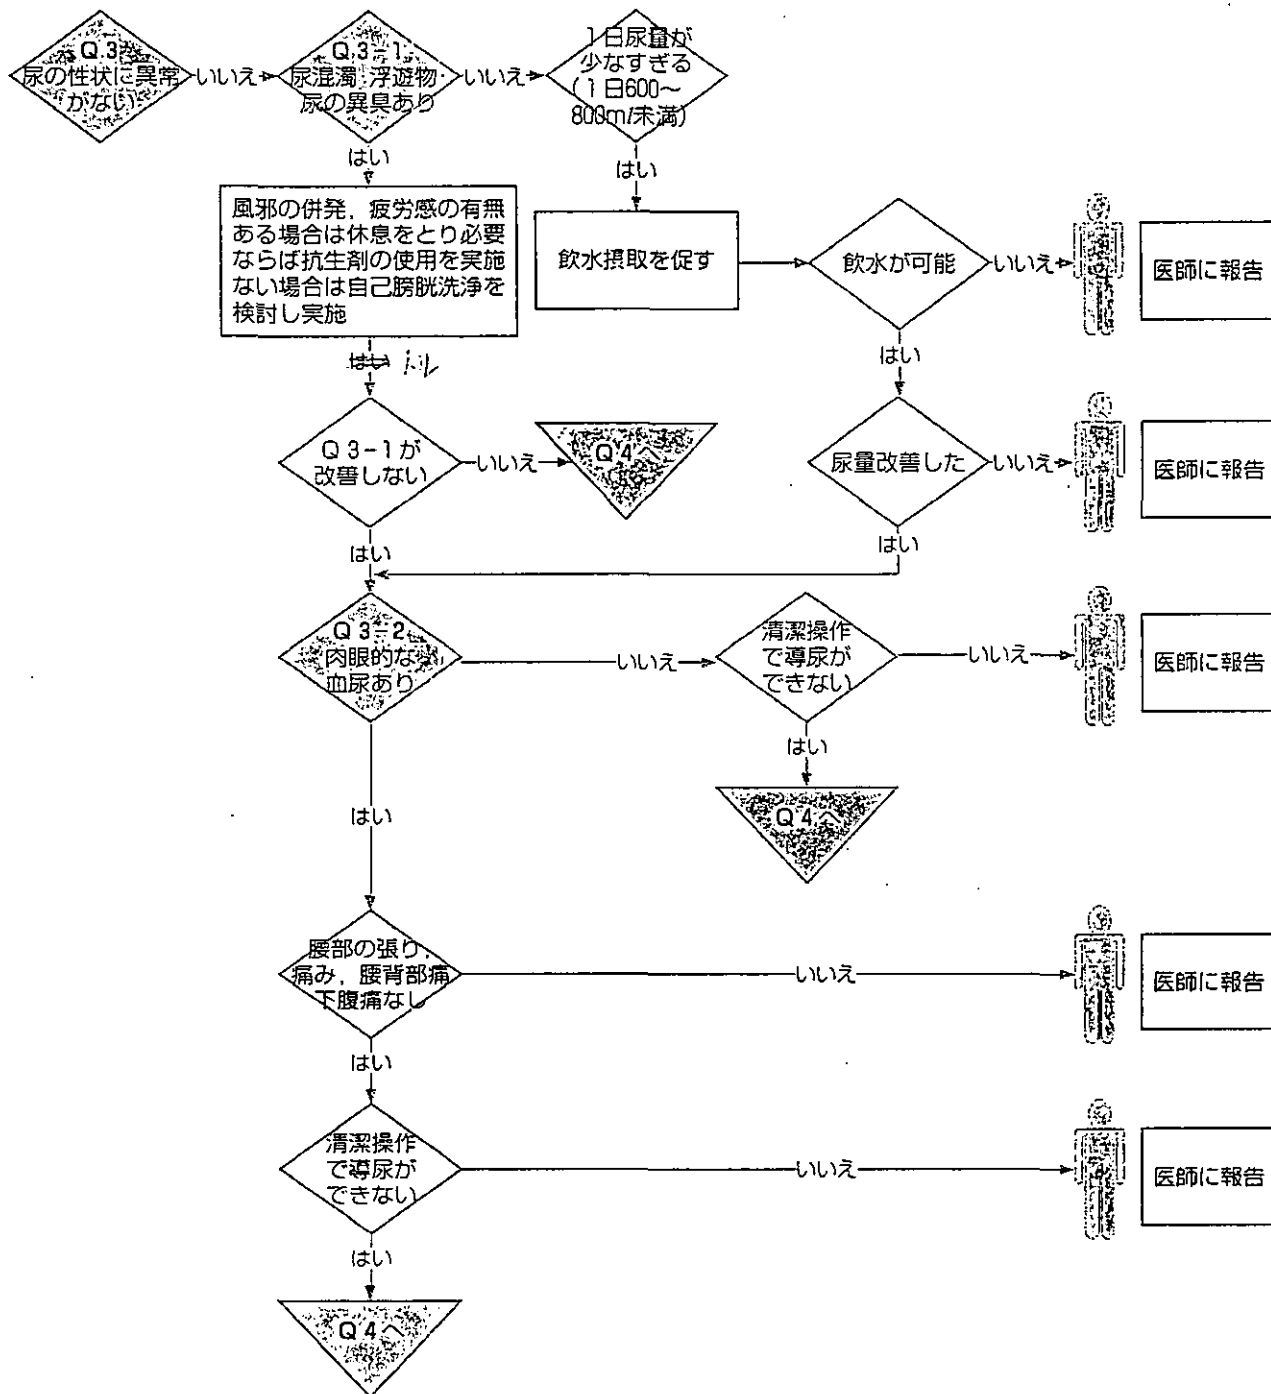 Q 3
尿の性状に異常
がない
いいえ
Q 3-1
尿混濁・浮遊物・
尿の異臭あり
いいえ
1日尿量が
少なすぎる
(1日600～
800ml未満)
はい
はい
風邪の併発，疲労感の有無
ある場合は休息をとり必要
ならば抗生剤の使用を実施
ない場合は自己膀胱洗浄を
検討し実施
飲水摂取を促す
飲水が可能
いいえ
医師に報告
はい
はい
Q 3-1が
改善しない
いいえ
Q 4へ
尿量改善した
いいえ
医師に報告
はい
はい
Q 3-2
肉眼的な
血尿あり
いいえ
清潔操作
で導尿が
できない
いいえ
医師に報告
はい
Q 4へ
はい
腰部の張り，
痛み，腰背部痛
下腹痛なし
いいえ
医師に報告
はい
清潔操作
で導尿が
できない
いいえ
医師に報告
はい
Q 4へ